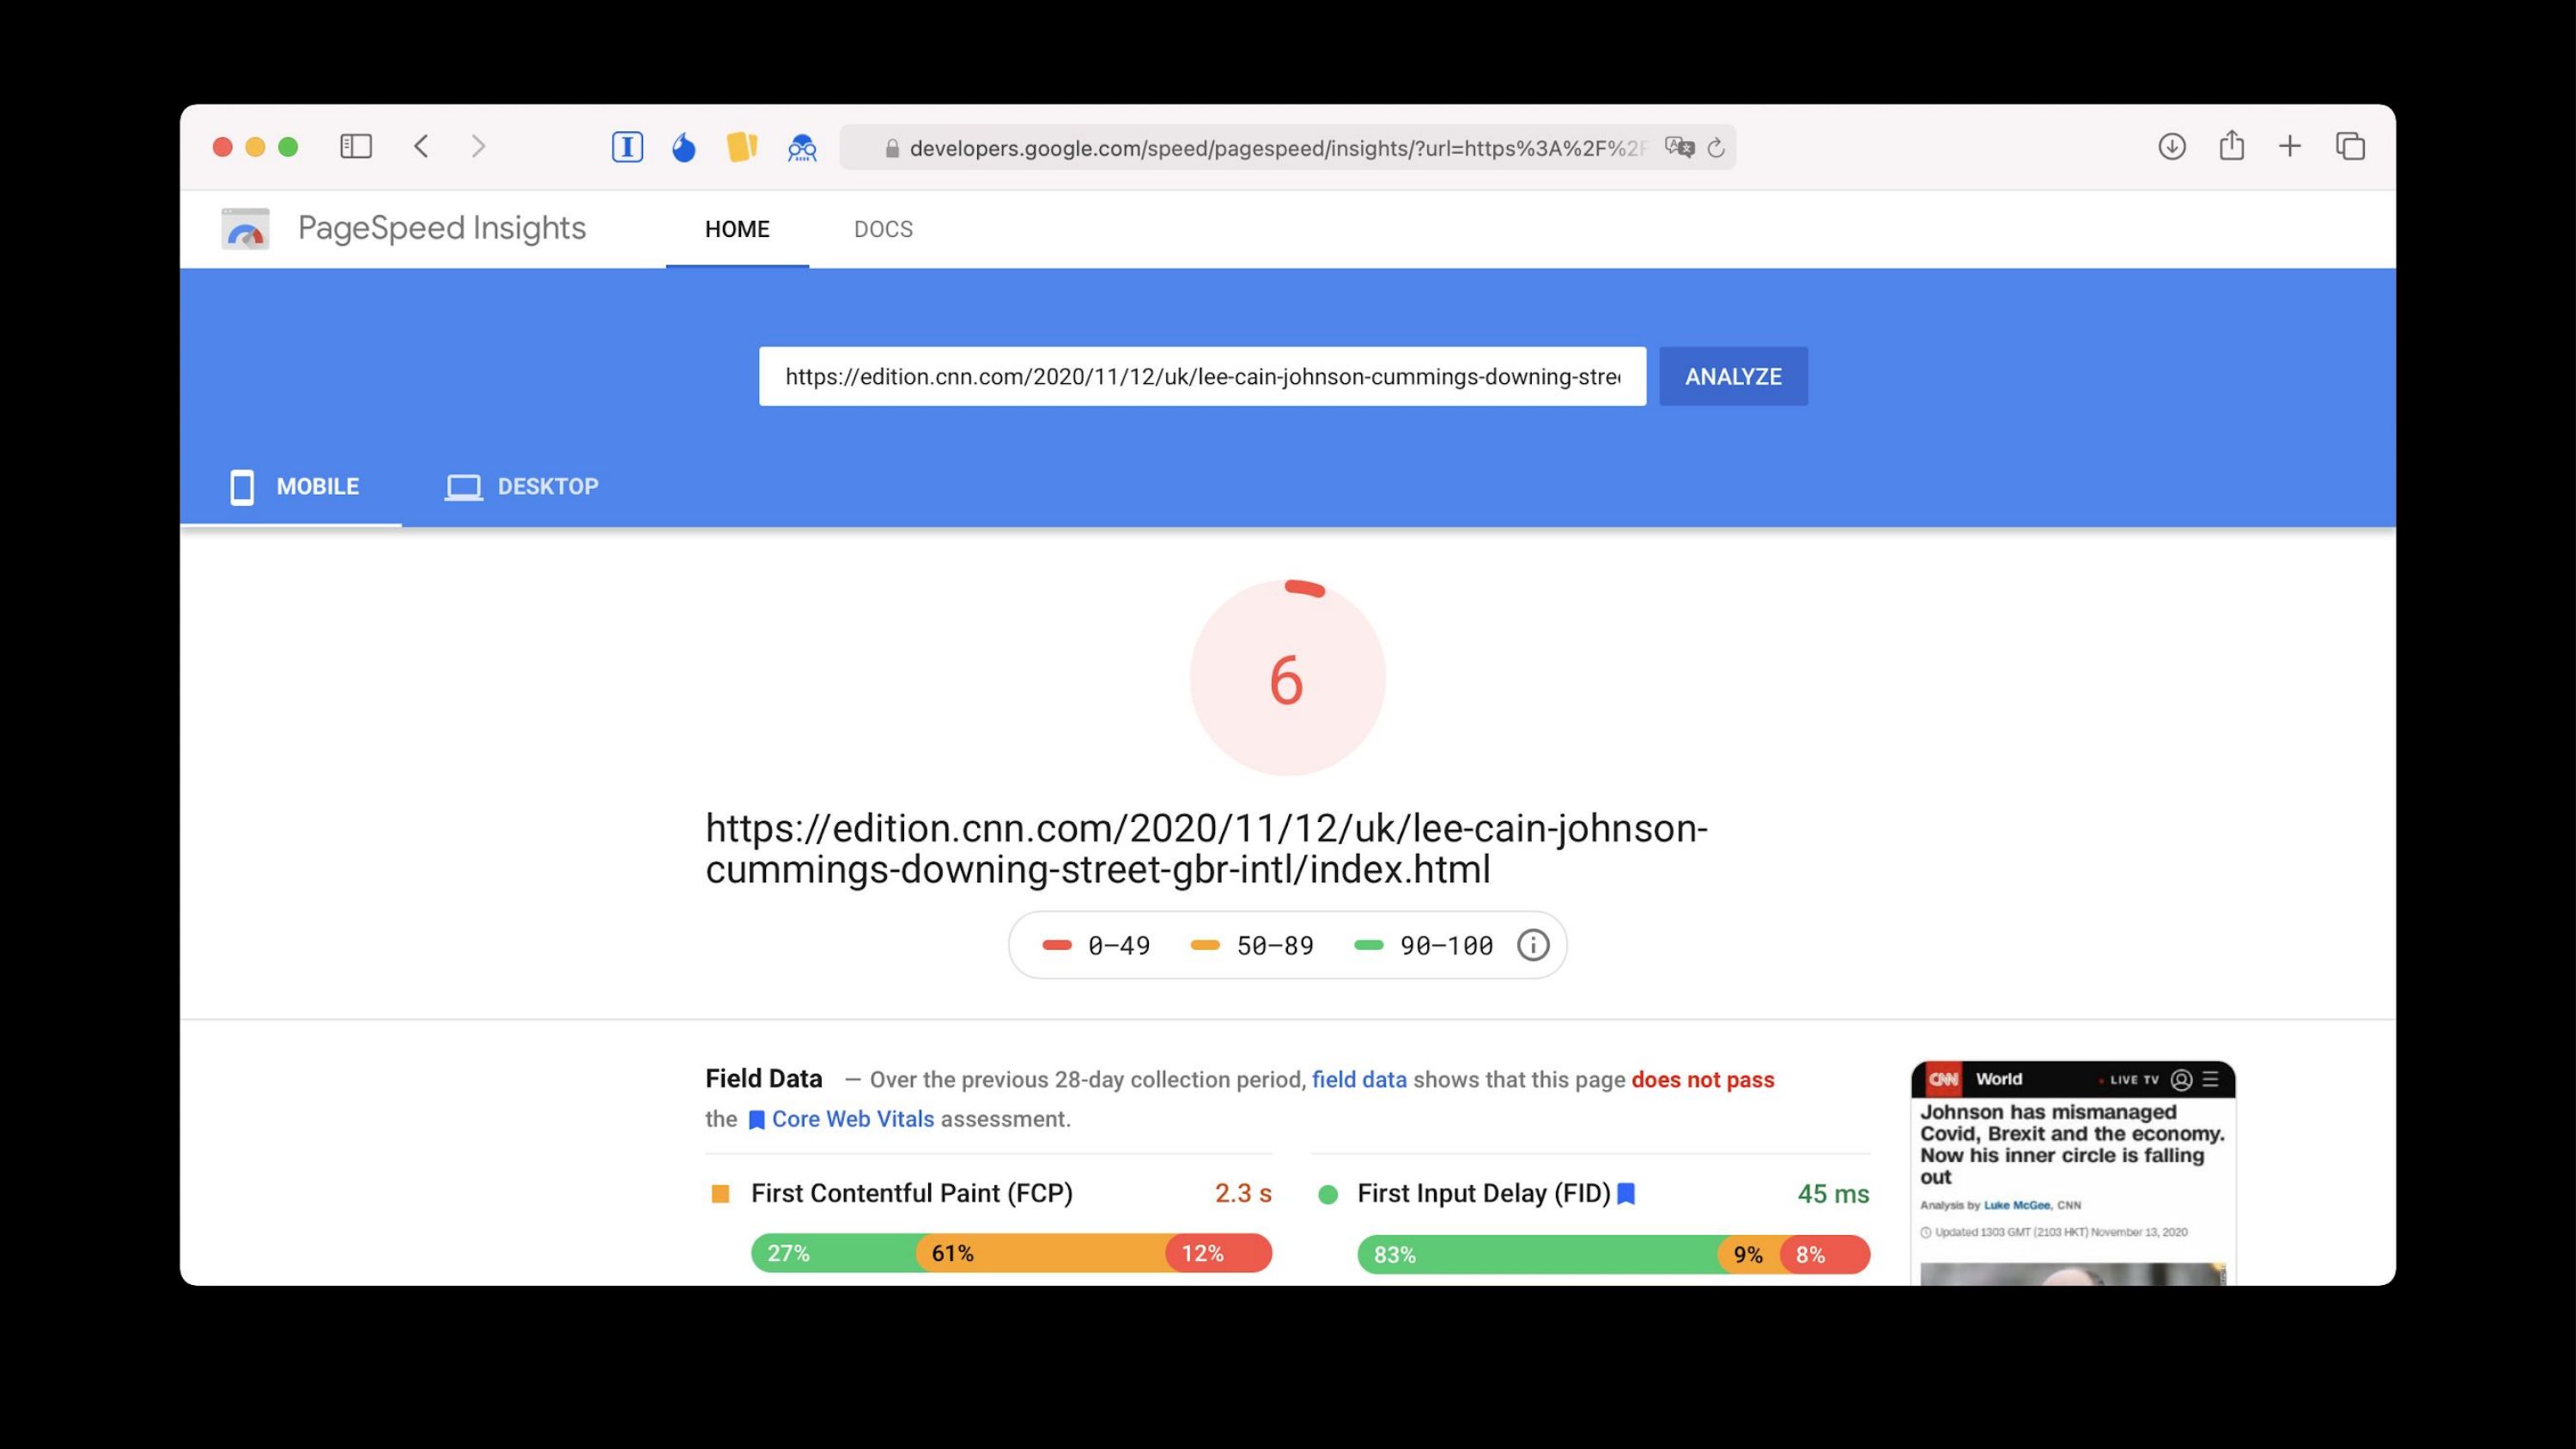 developers.google.com/speed/pagespeed/insights/?url=https%3A%2F%2F
PageSpeed Insights
HOME
DOCS
https://edition.cnn.com/2020/11/12/uk/lee-cain-johnson-cummings-downing-stree
ANALYZE
MOBILE
DESKTOP
6
https://edition.cnn.com/2020/11/12/uk/lee-cain-johnson-
cummings-downing-street-gbr-intl/index.html
0–49 50–89 90–100
Field Data — Over the previous 28-day collection period, field data shows that this page does not pass
the Core Web Vitals assessment.
First Contentful Paint (FCP) 2.3 s
27% 61% 12%
First Input Delay (FID) 45 ms
83% 9% 8%
CNN World LIVE TV
Johnson has mismanaged
Covid, Brexit and the economy.
Now his inner circle is falling
out
Analysis by Luke McGee, CNN
Updated 1303 GMT (2103 HKT) November 13, 2020